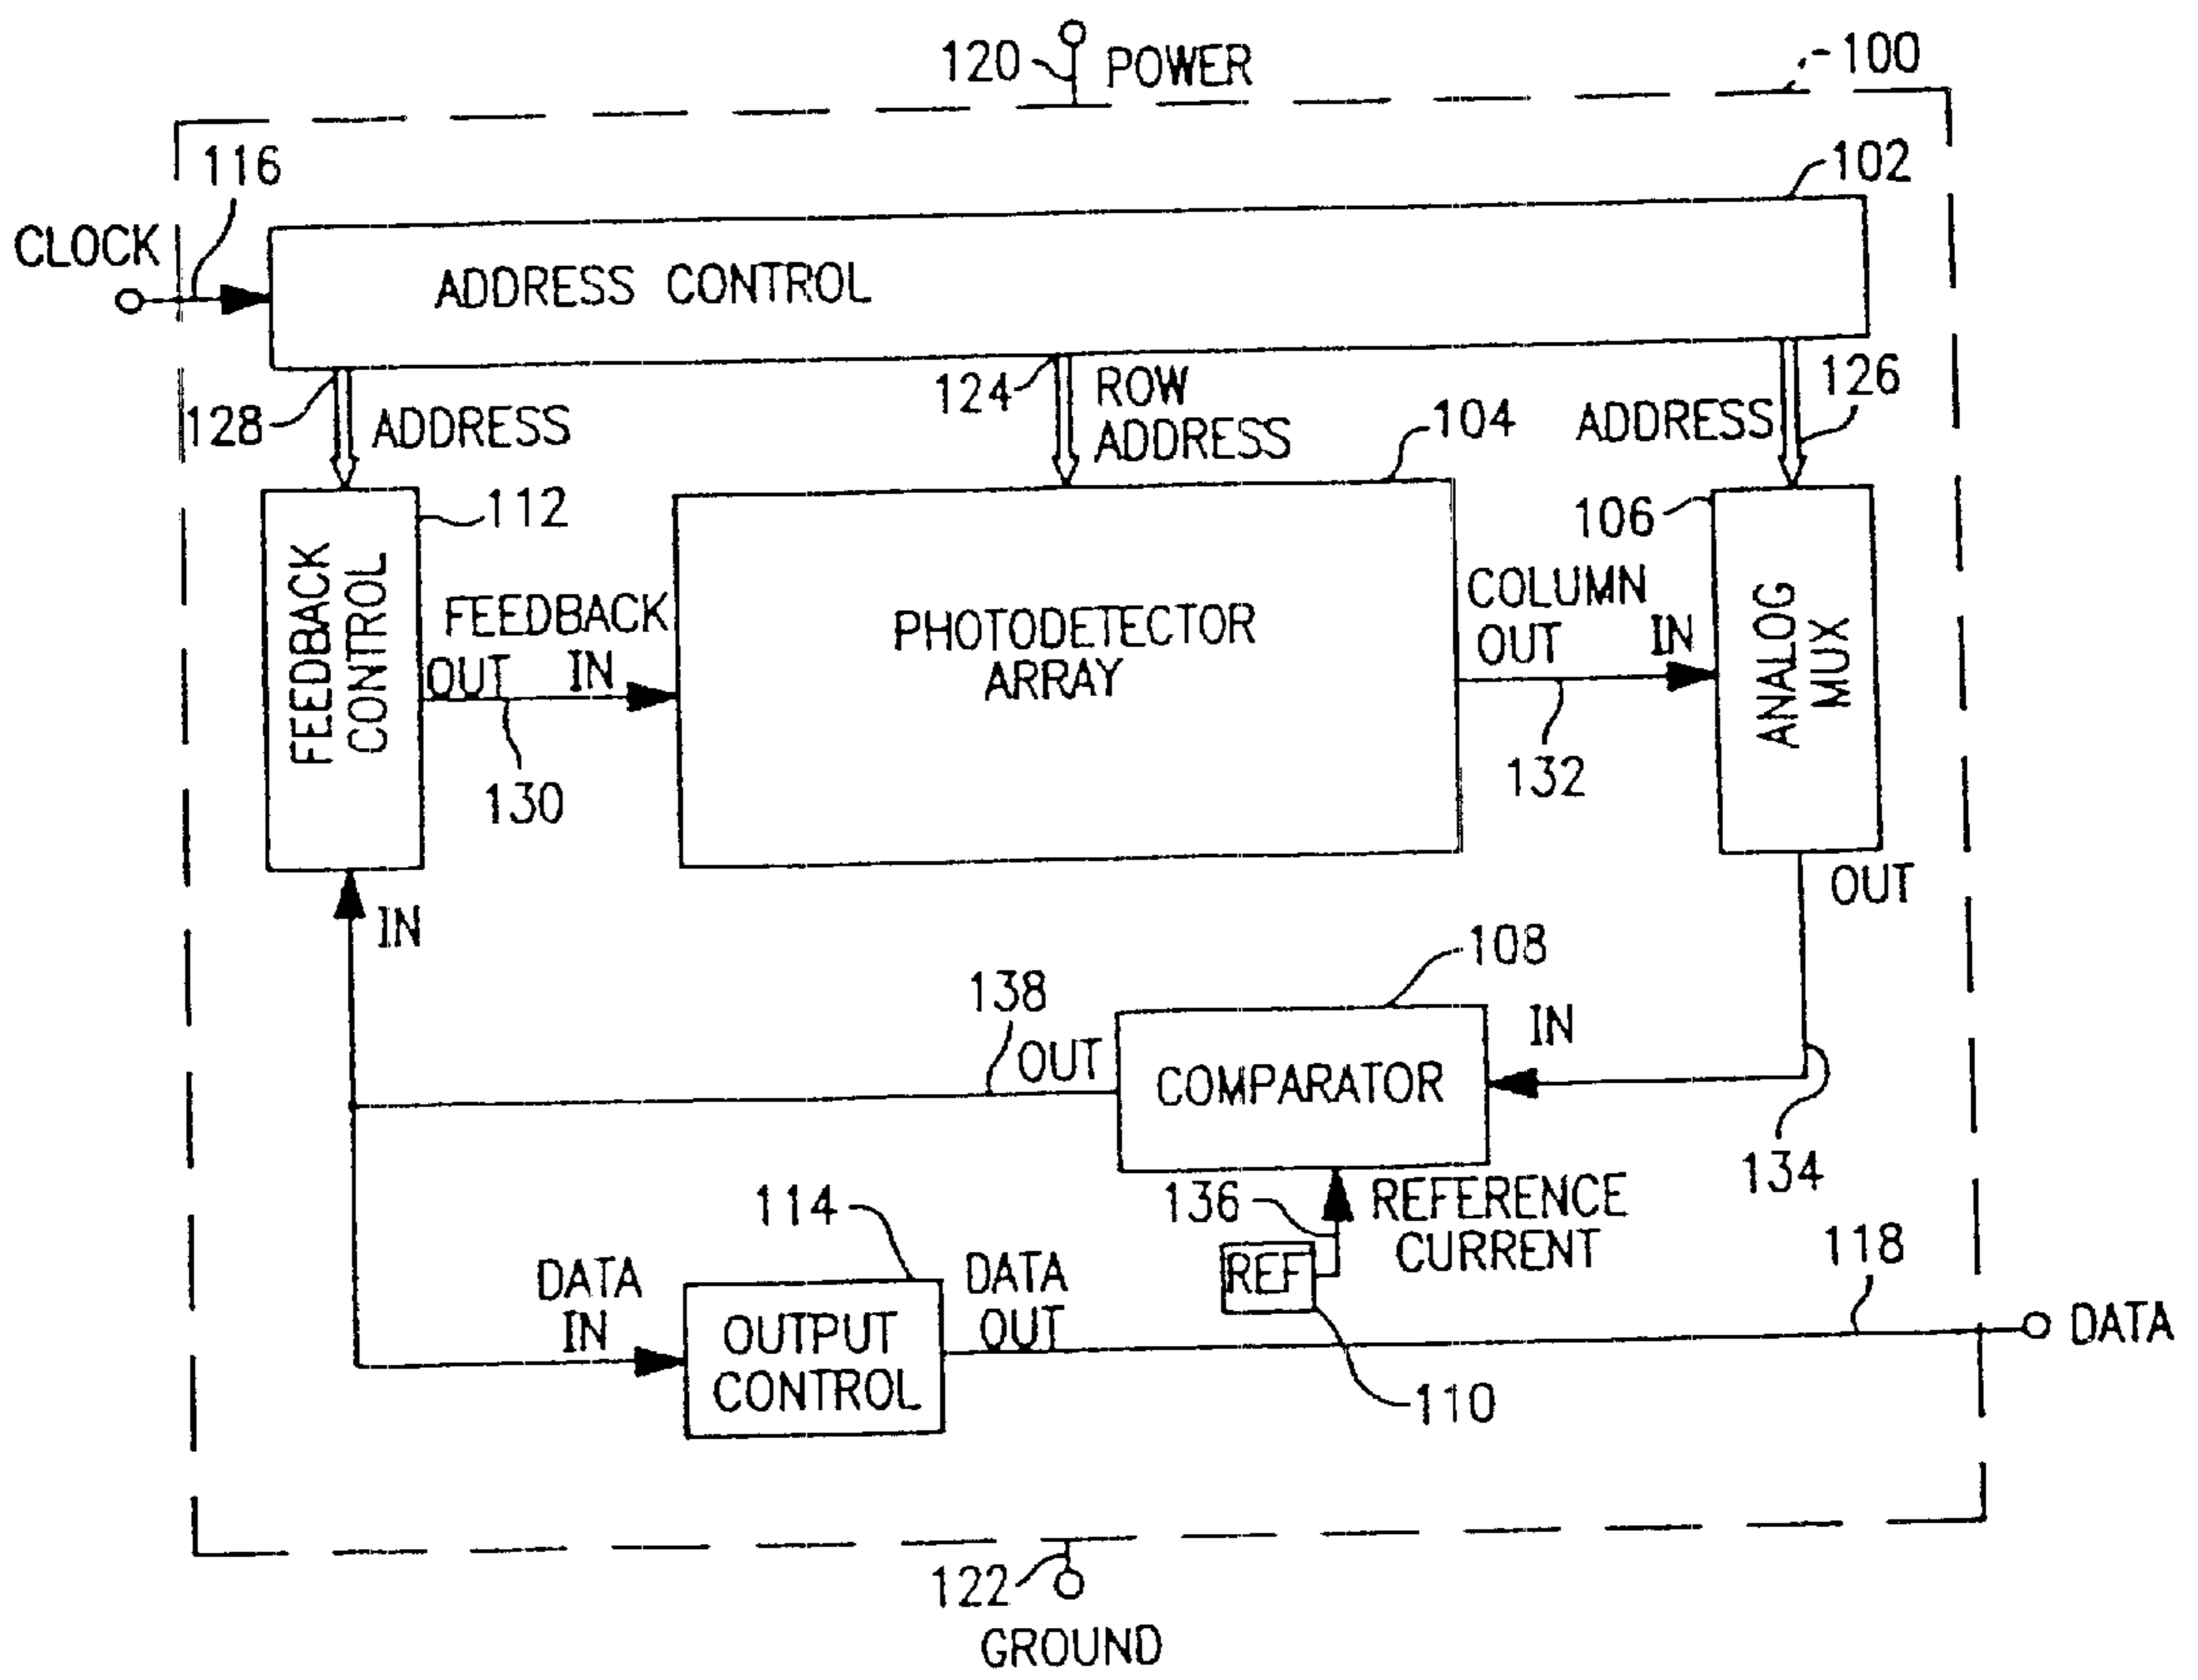 120 POWER
100
116
102
CLOCK
ADDRESS CONTROL
128
ADDRESS
124
ROW
ADDRESS
104
ADDRESS
126
112
106
FEEDBACK
CONTROL
FEEDBACK
OUT IN
130
PHOTODETECTOR
ARRAY
COLUMN
OUT IN
132
ANALOG
MUX
OUT
IN
108
138
OUT
COMPARATOR
IN
134
136
REFERENCE
CURRENT
REF
110
114
DATA
IN
OUTPUT
CONTROL
DATA
OUT
118
DATA
122
GROUND